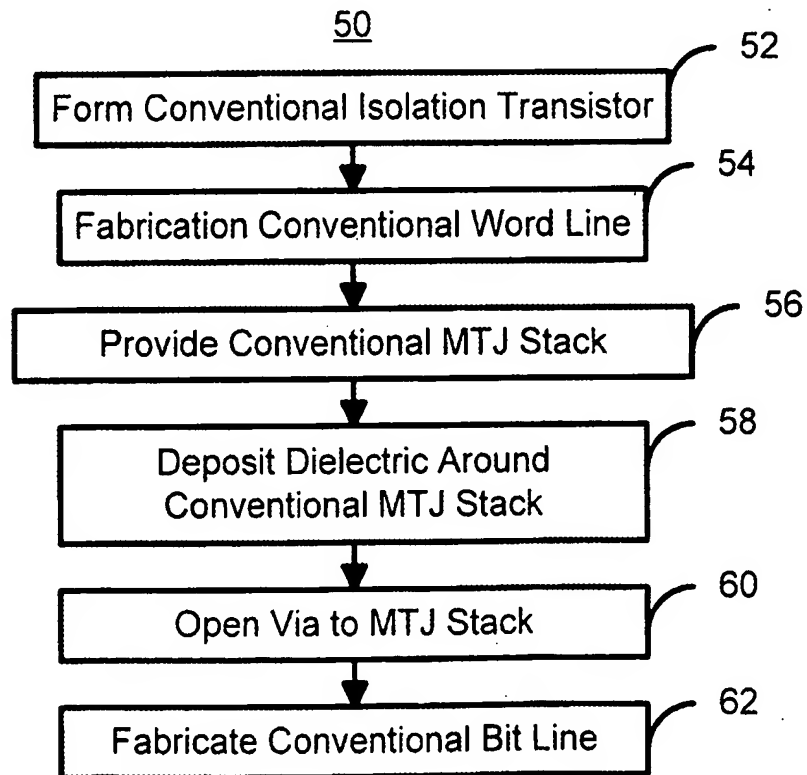 50
52
Form Conventional Isolation Transistor
54
Fabrication Conventional Word Line
56
Provide Conventional MTJ Stack
58
Deposit Dielectric Around
Conventional MTJ Stack
60
Open Via to MTJ Stack
62
Fabricate Conventional Bit Line